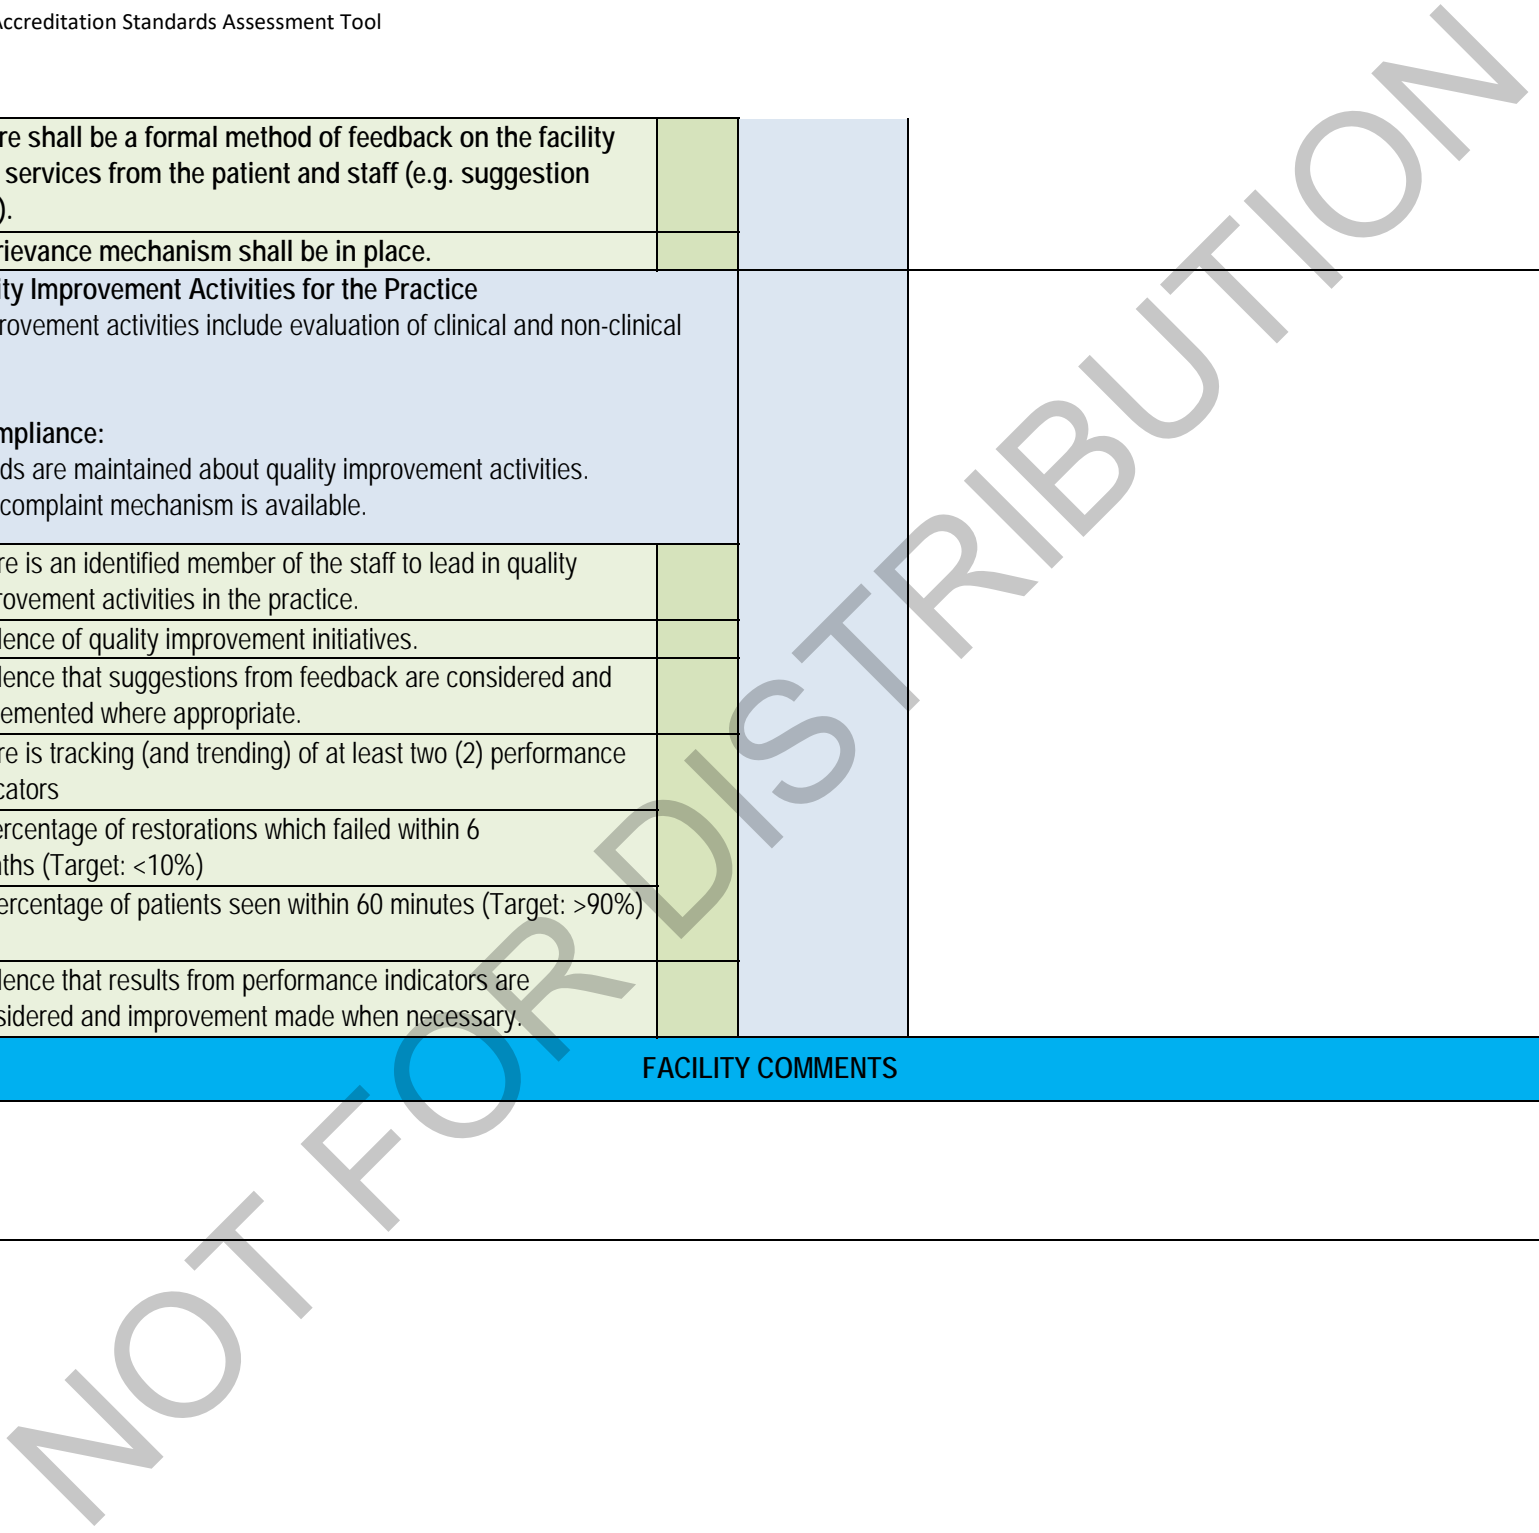 Accreditation Standards Assessment Tool
re shall be a formal method of feedback on the facility
services from the patient and staff (e.g. suggestion
).
rievance mechanism shall be in place.
ity Improvement Activities for the Practice
rovement activities include evaluation of clinical and non-clinical
mpliance:
ds are maintained about quality improvement activities.
complaint mechanism is available.
re is an identified member of the staff to lead in quality
rovement activities in the practice.
lence of quality improvement initiatives.
lence that suggestions from feedback are considered and
lemented where appropriate.
re is tracking (and trending) of at least two (2) performance
cators
ercentage of restorations which failed within 6
nths (Target: <10%)
ercentage of patients seen within 60 minutes (Target: >90%)
lence that results from performance indicators are
sidered and improvement made when necessary.
FACILITY COMMENTS
NOT FOR DISTRIBUTION